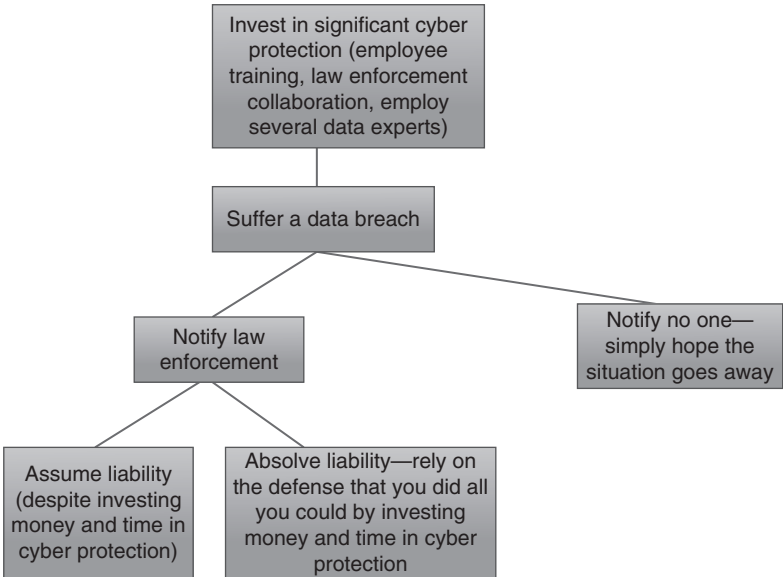 Invest in significant cyber
protection (employee
training, law enforcement
collaboration, employ
several data experts)
Suffer a data breach
Notify law
enforcement
Notify no one—
simply hope the
situation goes away
Assume liability
(despite investing
money and time in
cyber protection)
Absolve liability—rely on
the defense that you did all
you could by investing
money and time in cyber
protection